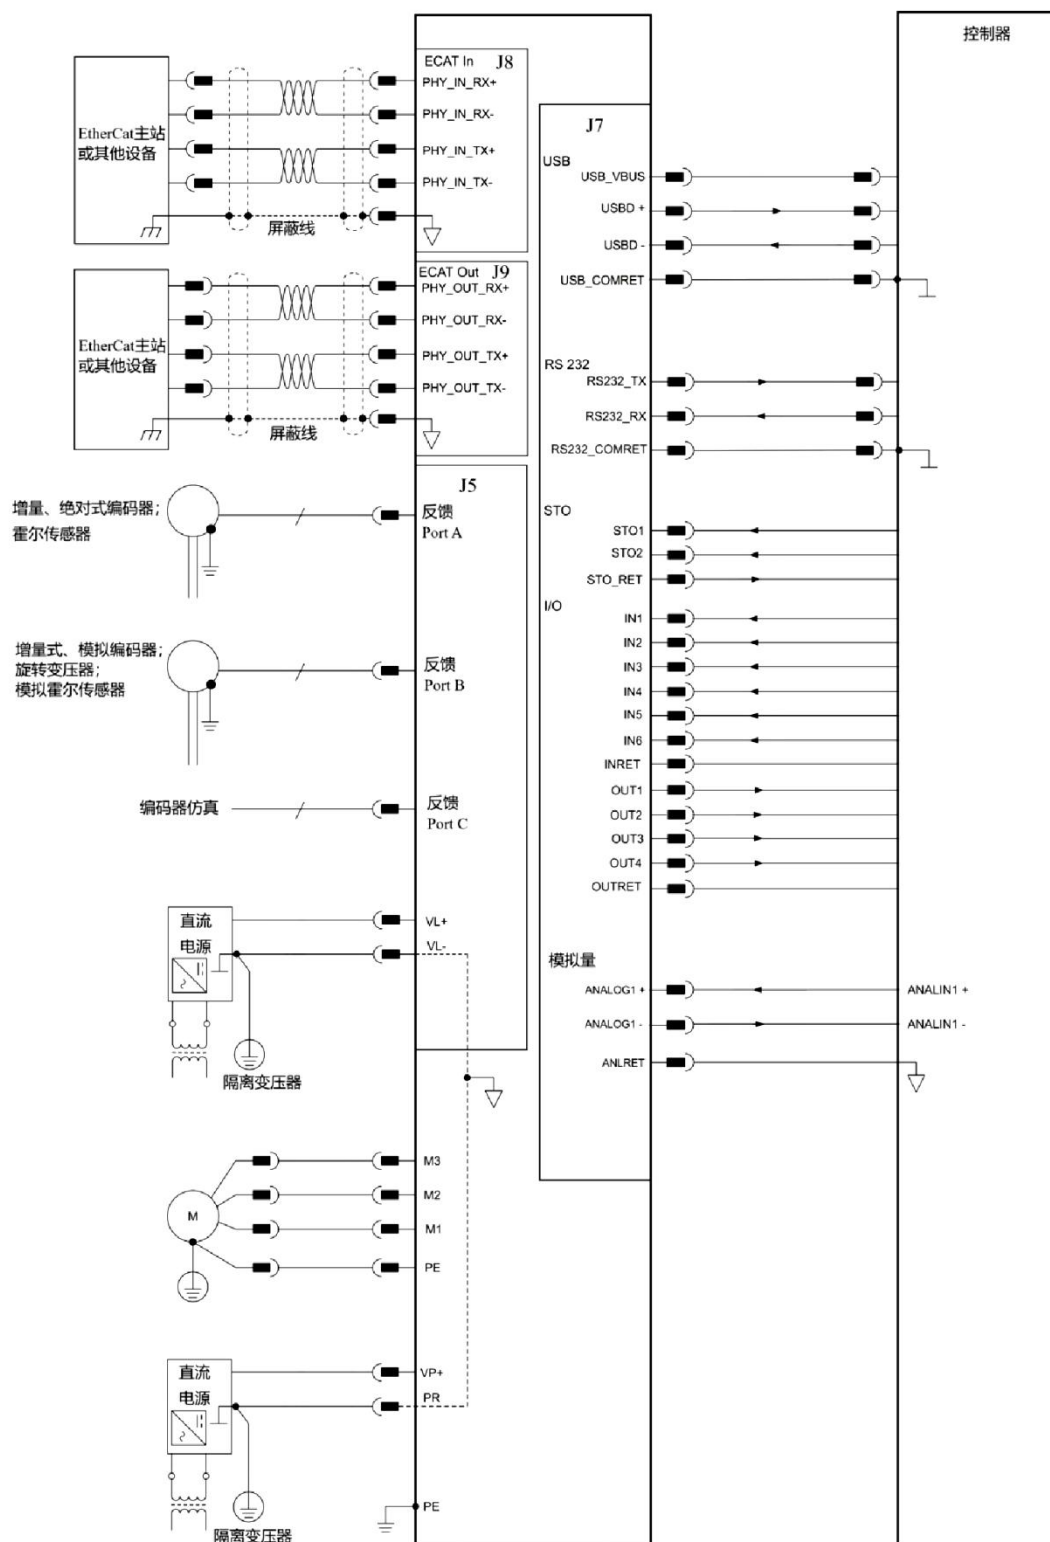 控制器
ECAT In J8
PHY_IN_RX+
PHY_IN_RX-
PHY_IN_TX+
PHY_IN_TX-
EtherCat主站
或其他设备
屏蔽线
ECAT Out J9
PHY_OUT_RX+
PHY_OUT_RX-
PHY_OUT_TX+
PHY_OUT_TX-
EtherCat主站
或其他设备
屏蔽线
J5
增量、绝对式编码器；
霍尔传感器
反馈
Port A
增量式、模拟编码器；
旋转变压器；
模拟霍尔传感器
反馈
Port B
编码器仿真
反馈
Port C
直流
电源
VL+
VL-
隔离变压器
M
M3
M2
M1
PE
直流
电源
VP+
PR
隔离变压器
PE
J7
USB
USB_VBUS
USBD +
USBD -
USB_COMRET
RS 232
RS232_TX
RS232_RX
RS232_COMRET
STO
STO1
STO2
STO_RET
I/O
IN1
IN2
IN3
IN4
IN5
IN6
INRET
OUT1
OUT2
OUT3
OUT4
OUTRET
模拟量
ANALOG1 +
ANALIN1 +
ANALOG1 -
ANALIN1 -
ANLRET